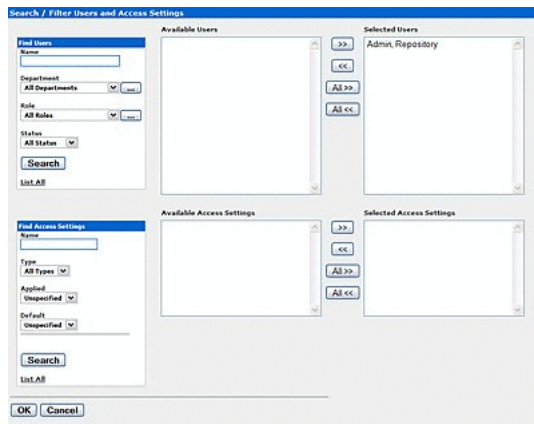 Search / Filter Users and Access Settings
Find Users
Name
Department
All Departments
...
Role
All Roles
...
Status
All Status
Search
List All
Available Users
>>
<<
All >>
All <<
Selected Users
Admin, Repository
Find Access Settings
Name
Type
All Types
Applied
Unspecified
Default
Unspecified
Search
List All
Available Access Settings
>>
<<
All >>
All <<
Selected Access Settings
OK
Cancel